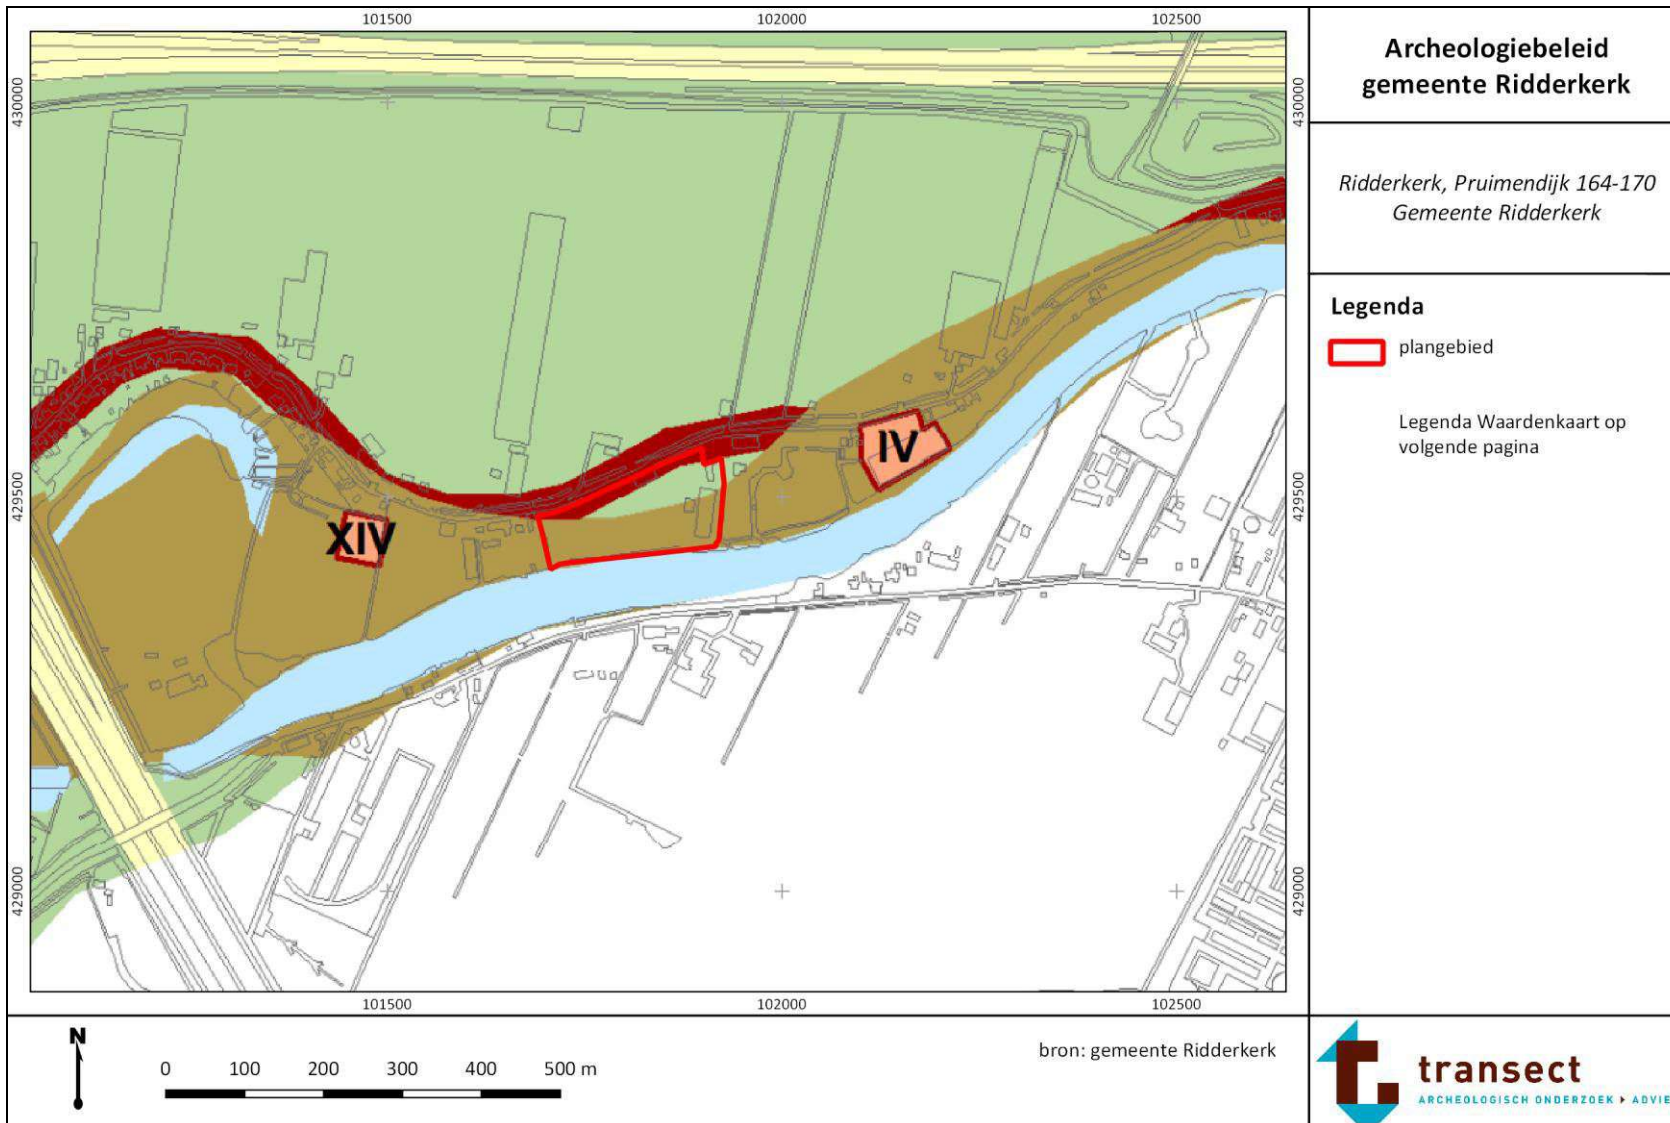 101500
102000
102500
430000
430000
429500
429500
429000
429000
XIV
IV
101500
102000
102500
Archeologiebeleid
gemeente Ridderkerk
Ridderkerk, Pruimendijk 164-170
Gemeente Ridderkerk
Legenda
plangebied
Legenda Waardenkaart op
volgende pagina
N
0 100 200 300 400 500 m
bron: gemeente Ridderkerk
transect
ARCHEOLOGISCH ONDERZOEK ▸ ADVIE